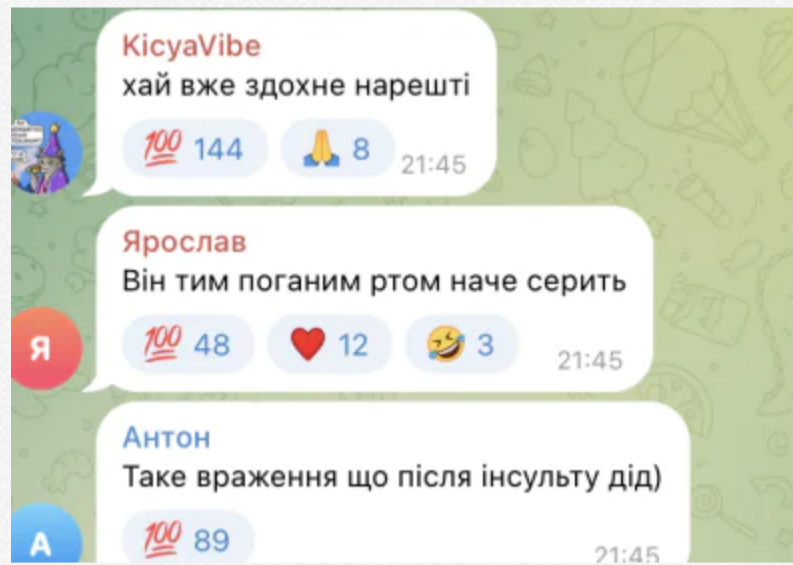 KicyaVibe
хай вже здохне нарешті
💯 144 🙏 8 21:45
Ярослав
Він тим поганим ртом наче серить
Я
💯 48 ❤️ 12 🤣 3 21:45
Антон
Таке враження що після інсульту дід)
А
💯 89 21:45